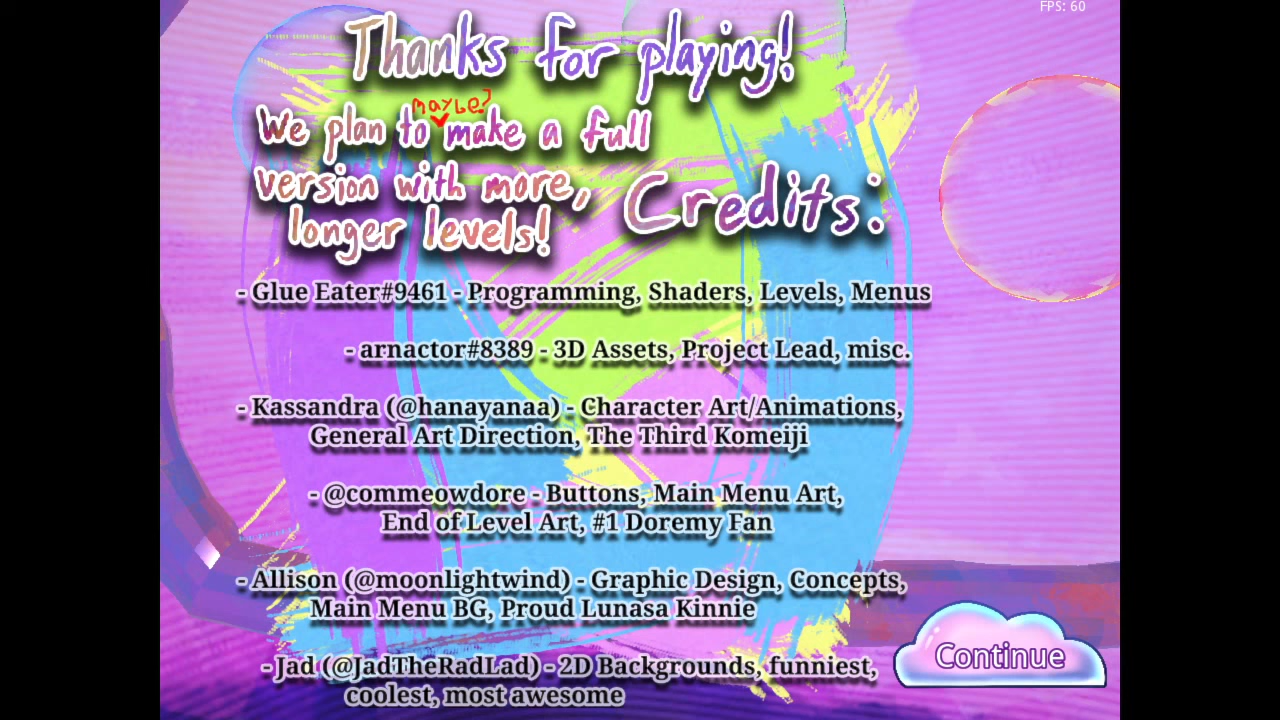 FPS: 60
Thanks for playing!
maybe?
We plan to make a full
version with more,
longer levels!
Credits:
- Glue Eater#9461 - Programming, Shaders, Levels, Menus
- arnactor#8389 - 3D Assets, Project Lead, misc.
- Kassandra (@hanayanaa) - Character Art/Animations,
General Art Direction, The Third Komeiji
- @commeowdore - Buttons, Main Menu Art,
End of Level Art, #1 Doremy Fan
- Allison (@moonlightwind) - Graphic Design, Concepts,
Main Menu BG, Proud Lunasa Kinnie
- Jad (@JadTheRadLad) - 2D Backgrounds, funniest,
coolest, most awesome
Continue